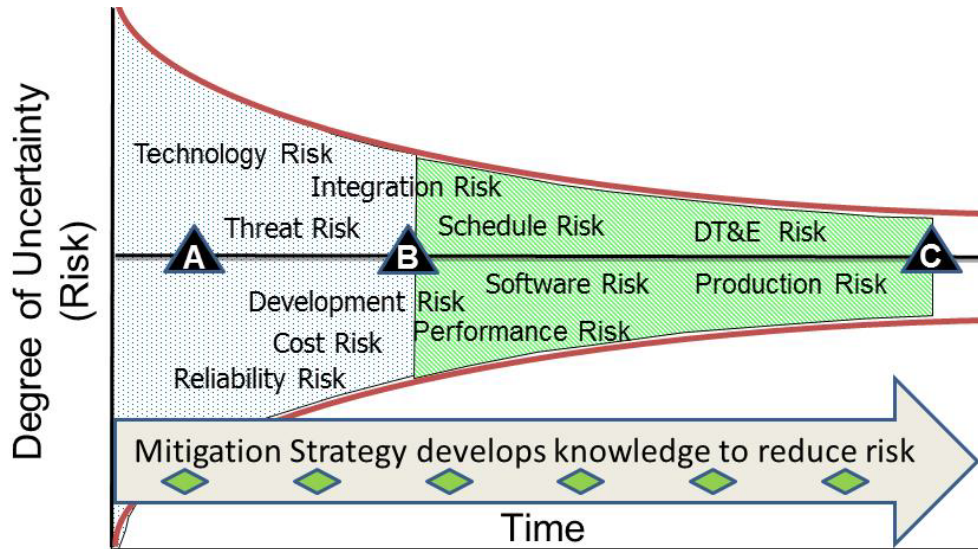 Degree of Uncertainty
(Risk)
Technology Risk
Integration Risk
Threat Risk
Schedule Risk
DT&E Risk
A
B
C
Development Risk
Software Risk
Production Risk
Cost Risk
Performance Risk
Reliability Risk
Mitigation Strategy develops knowledge to reduce risk
Time